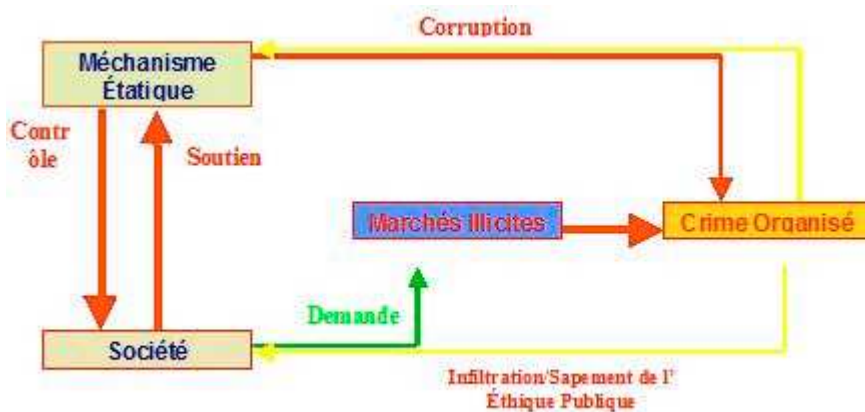 Corruption
Méchanisme
Étatique
Contr
ôle
Soutien
Marchés Illicites
Crime Organisé
Demande
Société
Infiltration/Sapement de l'
Éthique Publique